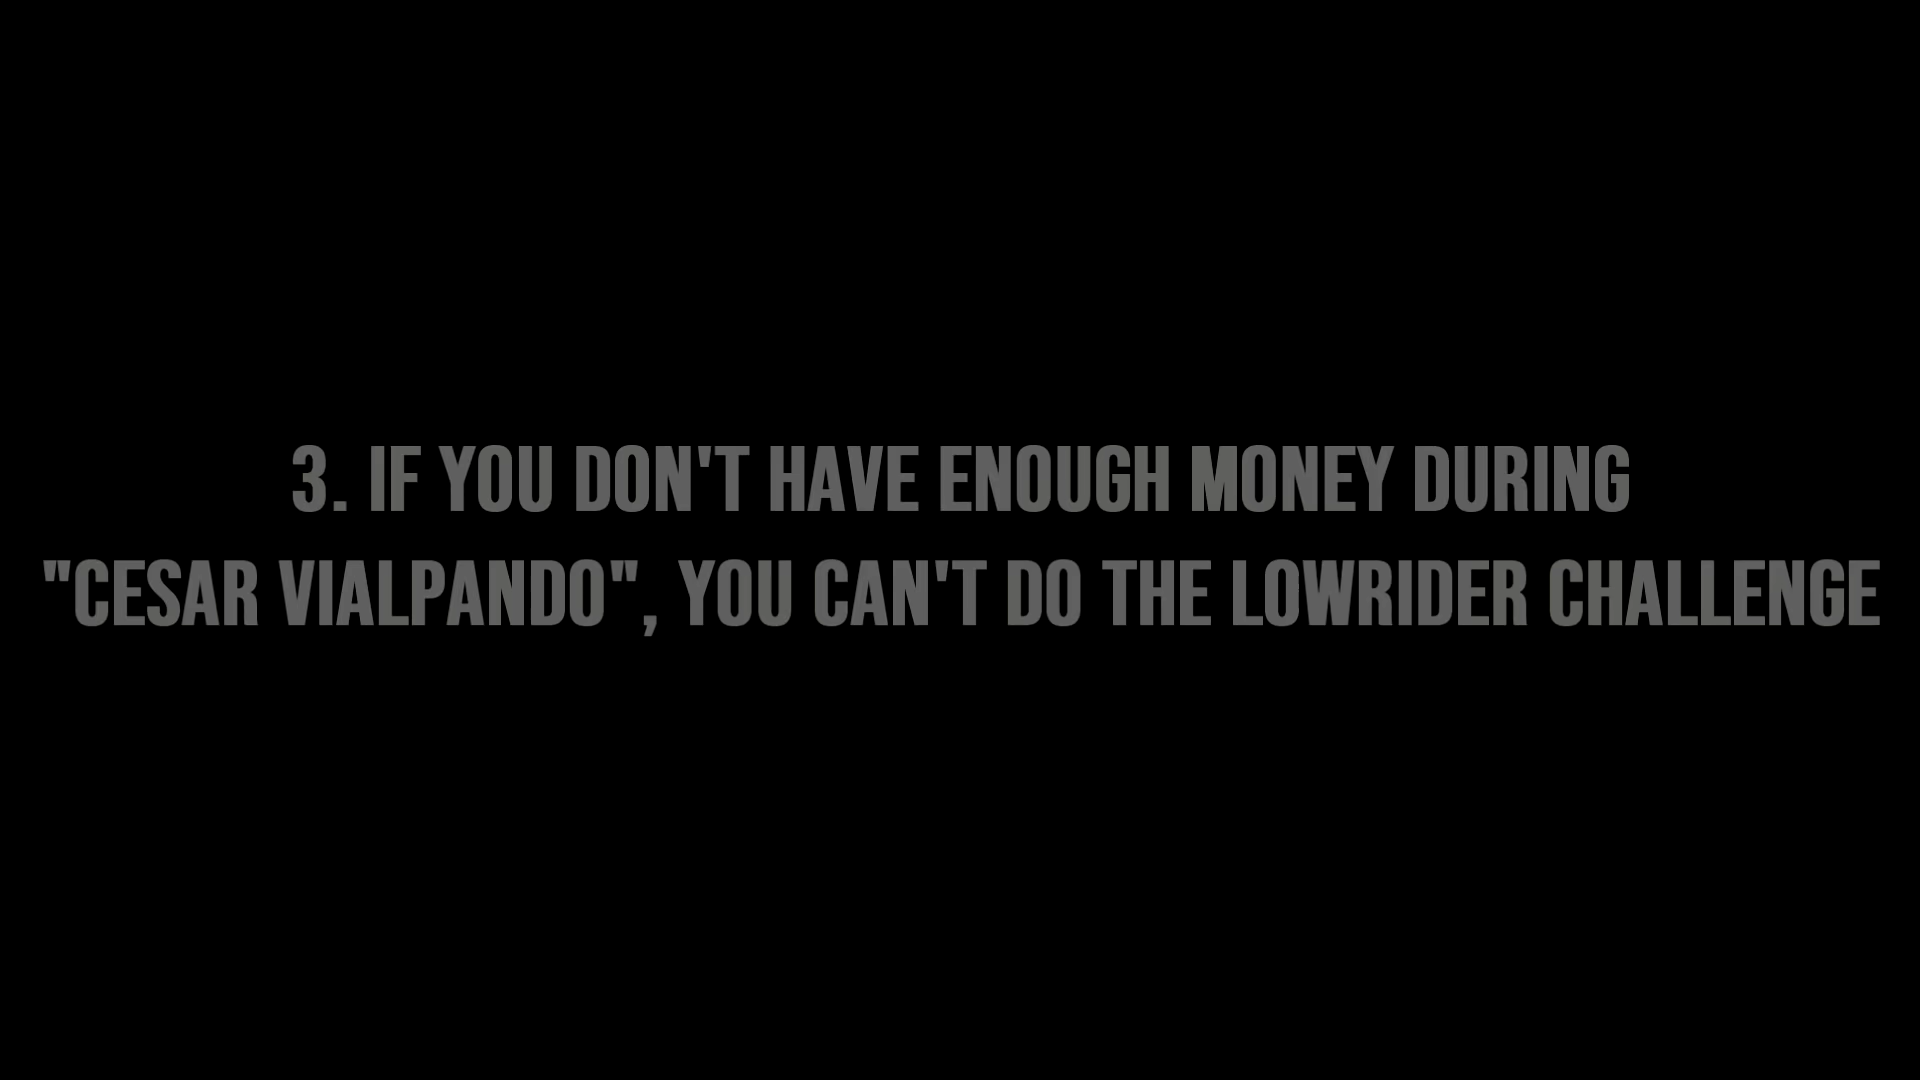 3. IF YOU DON'T HAVE ENOUGH MONEY DURING
"CESAR VIALPANDO", YOU CAN'T DO THE LOWRIDER CHALLENGE